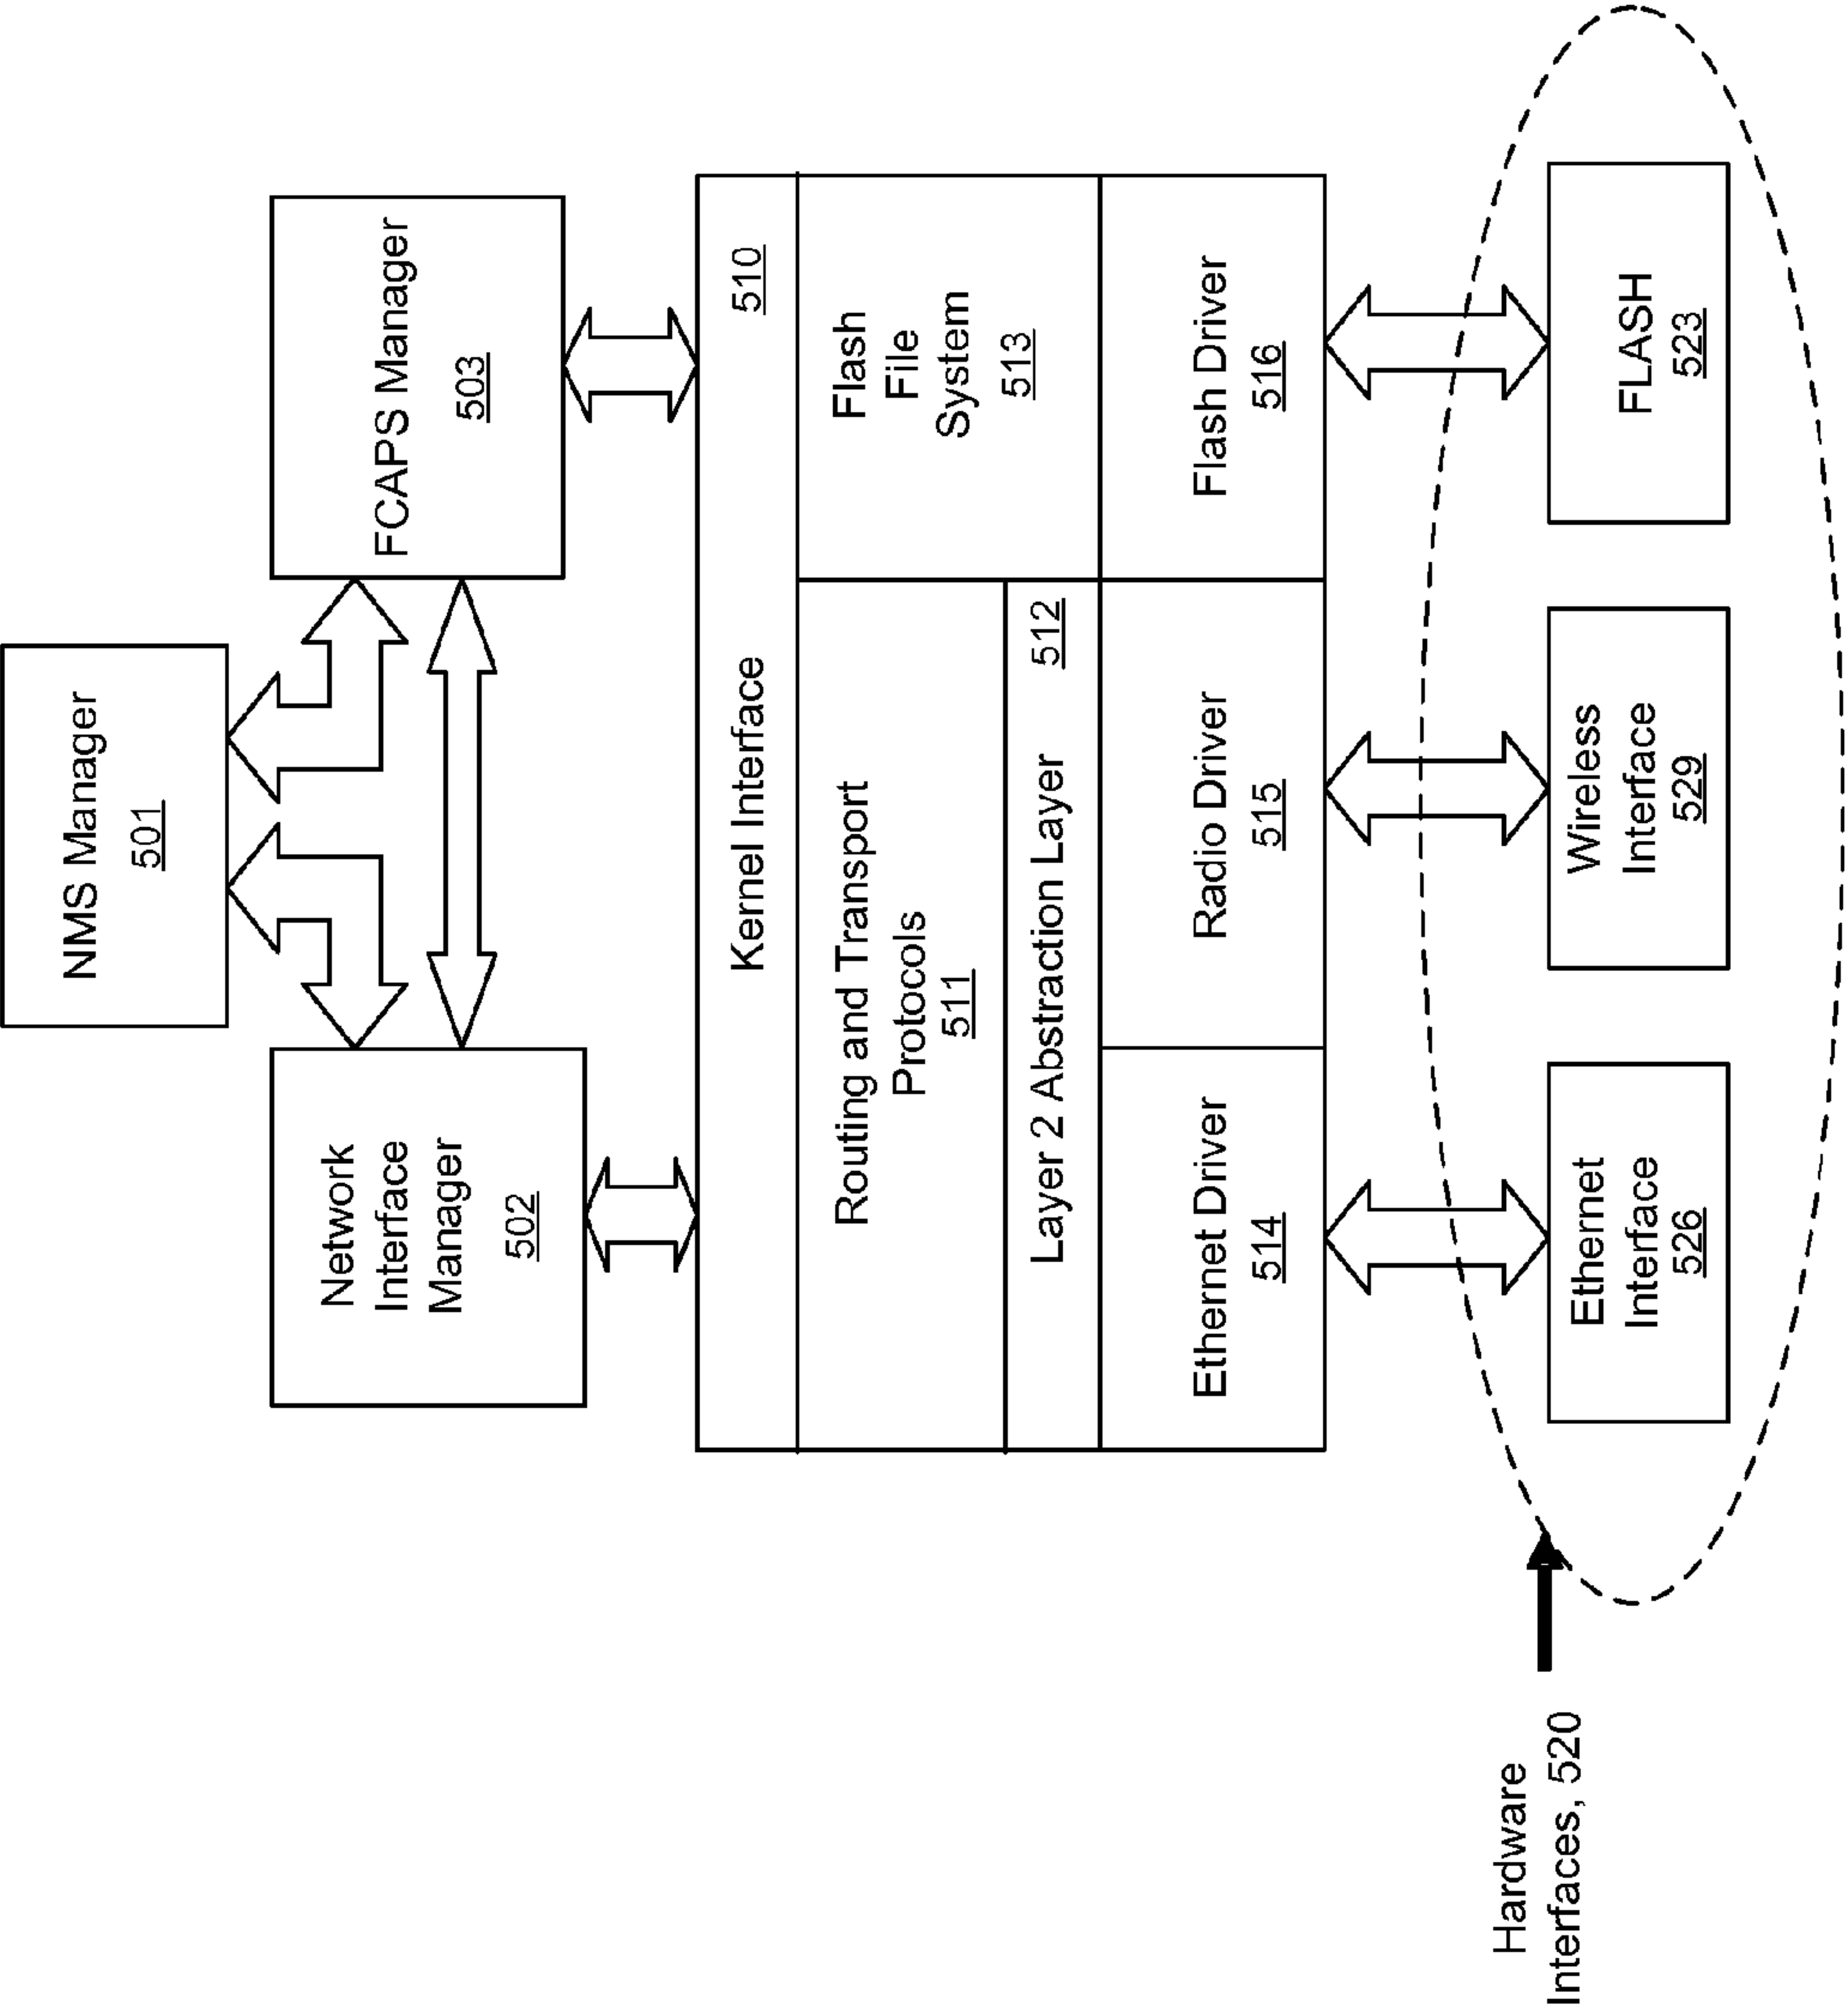 NMS Manager
501
Network
Interface
Manager
502
FCAPS Manager
503
Kernel Interface
510
Routing and Transport
Protocols
511
Flash
File
System
513
Layer 2 Abstraction Layer
512
Ethernet Driver
514
Radio Driver
515
Flash Driver
516
Hardware
Interfaces, 520
Ethernet
Interface
526
Wireless
Interface
529
FLASH
523